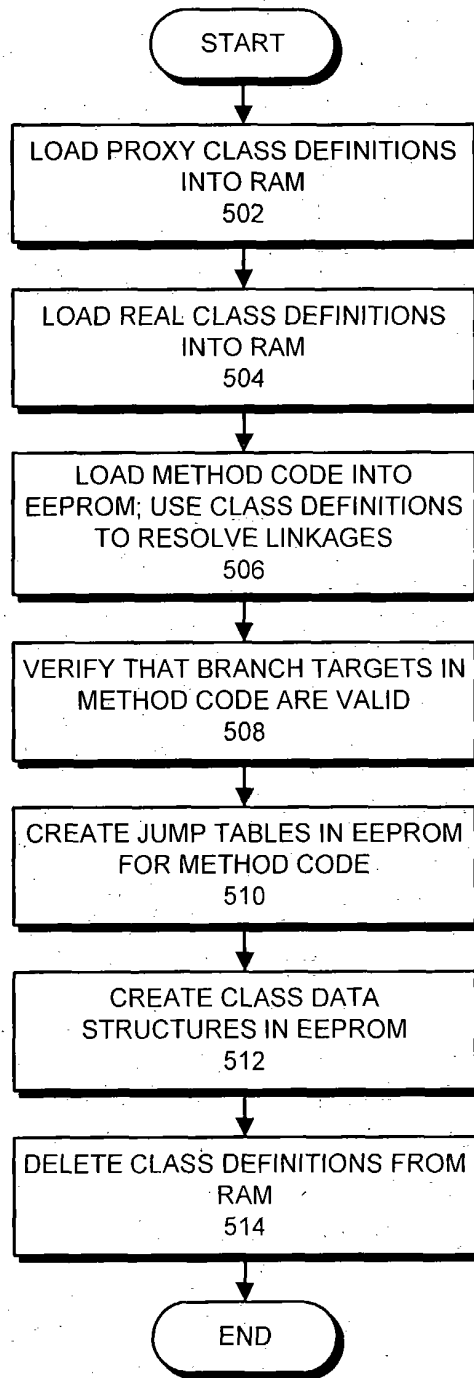 START
LOAD PROXY CLASS DEFINITIONS
INTO RAM
502
LOAD REAL CLASS DEFINITIONS
INTO RAM
504
LOAD METHOD CODE INTO
EEPROM; USE CLASS DEFINITIONS
TO RESOLVE LINKAGES
506
VERIFY THAT BRANCH TARGETS IN
METHOD CODE ARE VALID
508
CREATE JUMP TABLES IN EEPROM
FOR METHOD CODE
510
CREATE CLASS DATA
STRUCTURES IN EEPROM
512
DELETE CLASS DEFINITIONS FROM
RAM
514
END